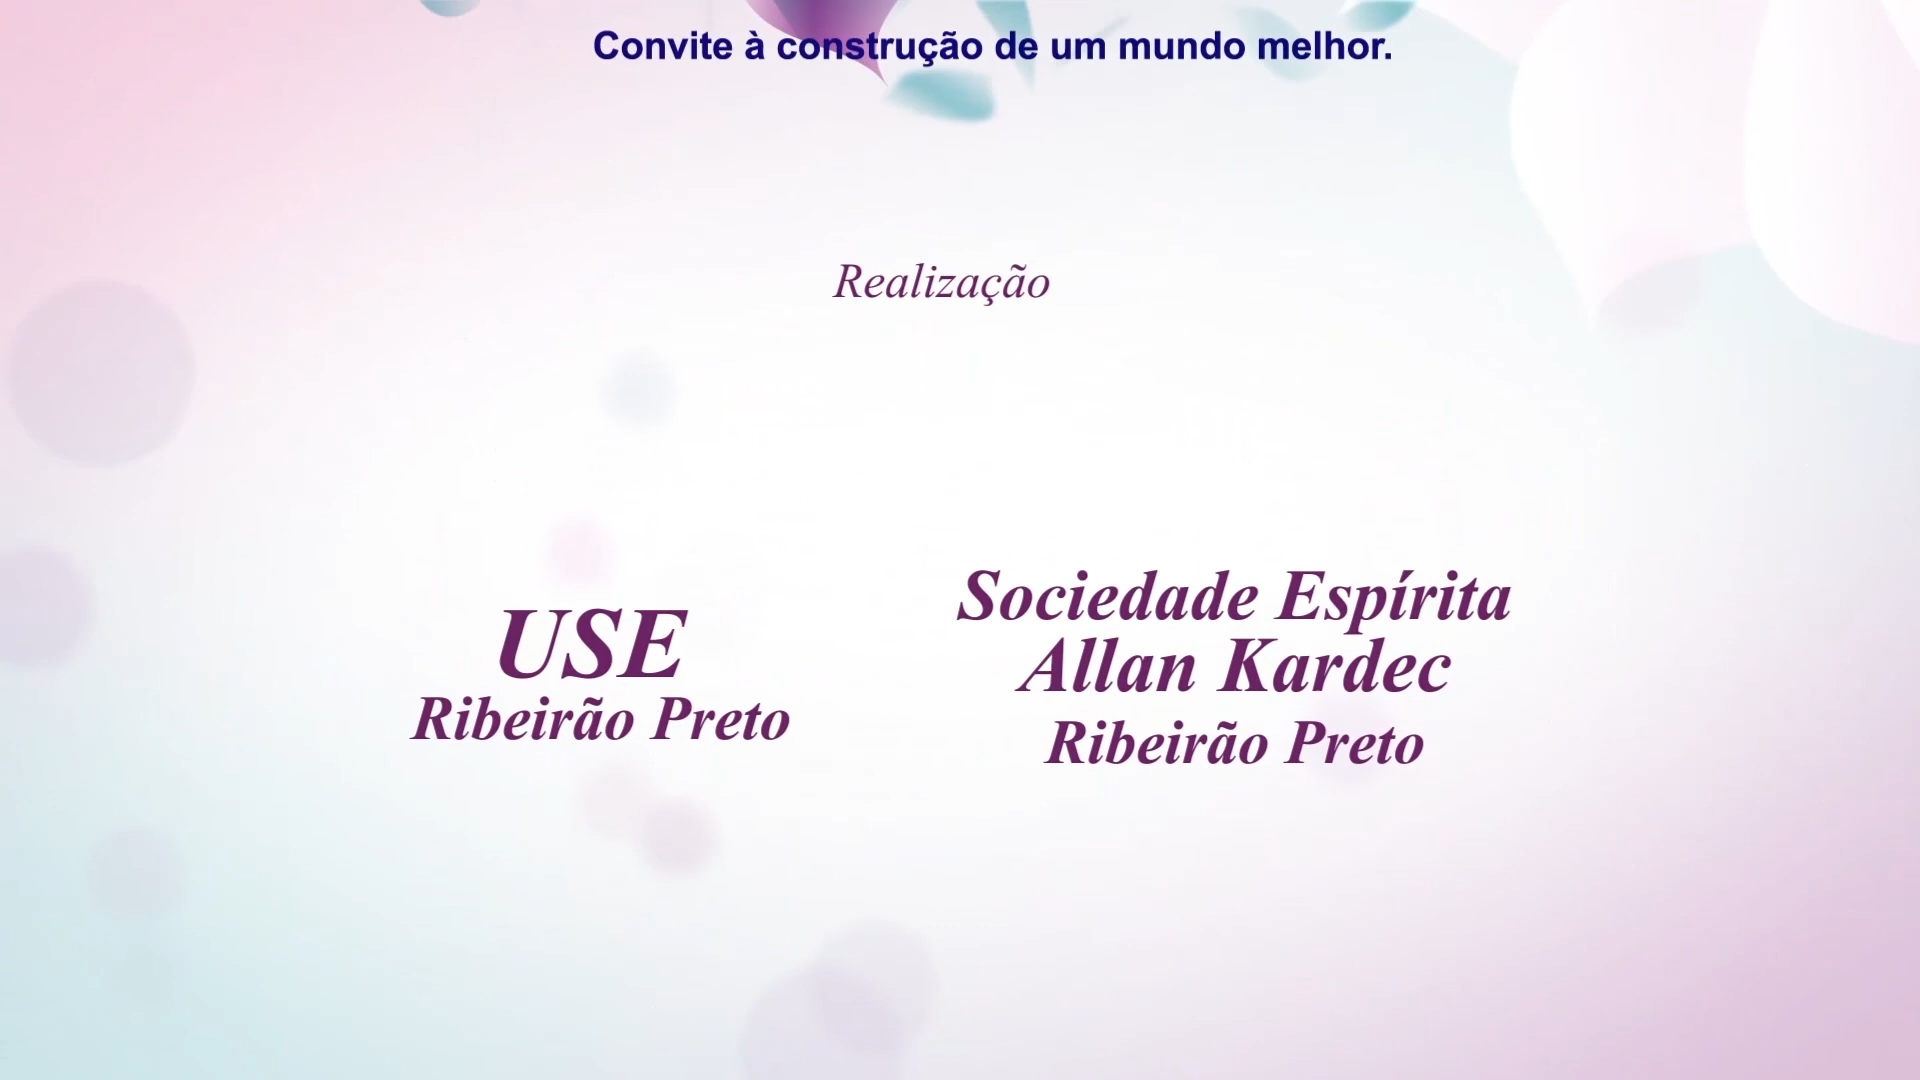 Convite à construção de um mundo melhor.
Realização
USE
Ribeirão Preto
Sociedade Espírita
Allan Kardec
Ribeirão Preto